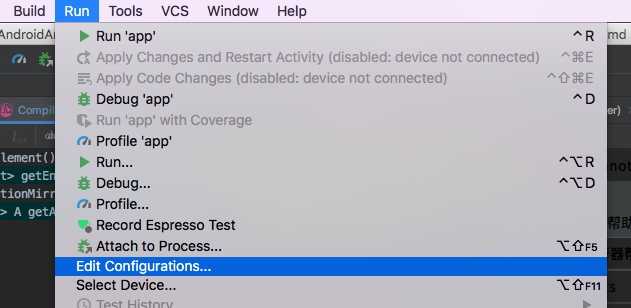 Build Run Tools VCS Window Help
Run 'app' ^R
Apply Changes and Restart Activity (disabled: device not connected) ^⌘E
Apply Code Changes (disabled: device not connected) ^⇧⌘E
Debug 'app' ^D
Run 'app' with Coverage
Profile 'app'
Run... ^⌥R
Debug... ^⌥D
Profile...
Record Espresso Test
Attach to Process... ⌥⇧F5
Edit Configurations...
Select Device... ⌥⇧F11
Test History
AndroidAn
md
Compil
er)
lement()
t> getEn
tionMirr
> A getA
not
帮助